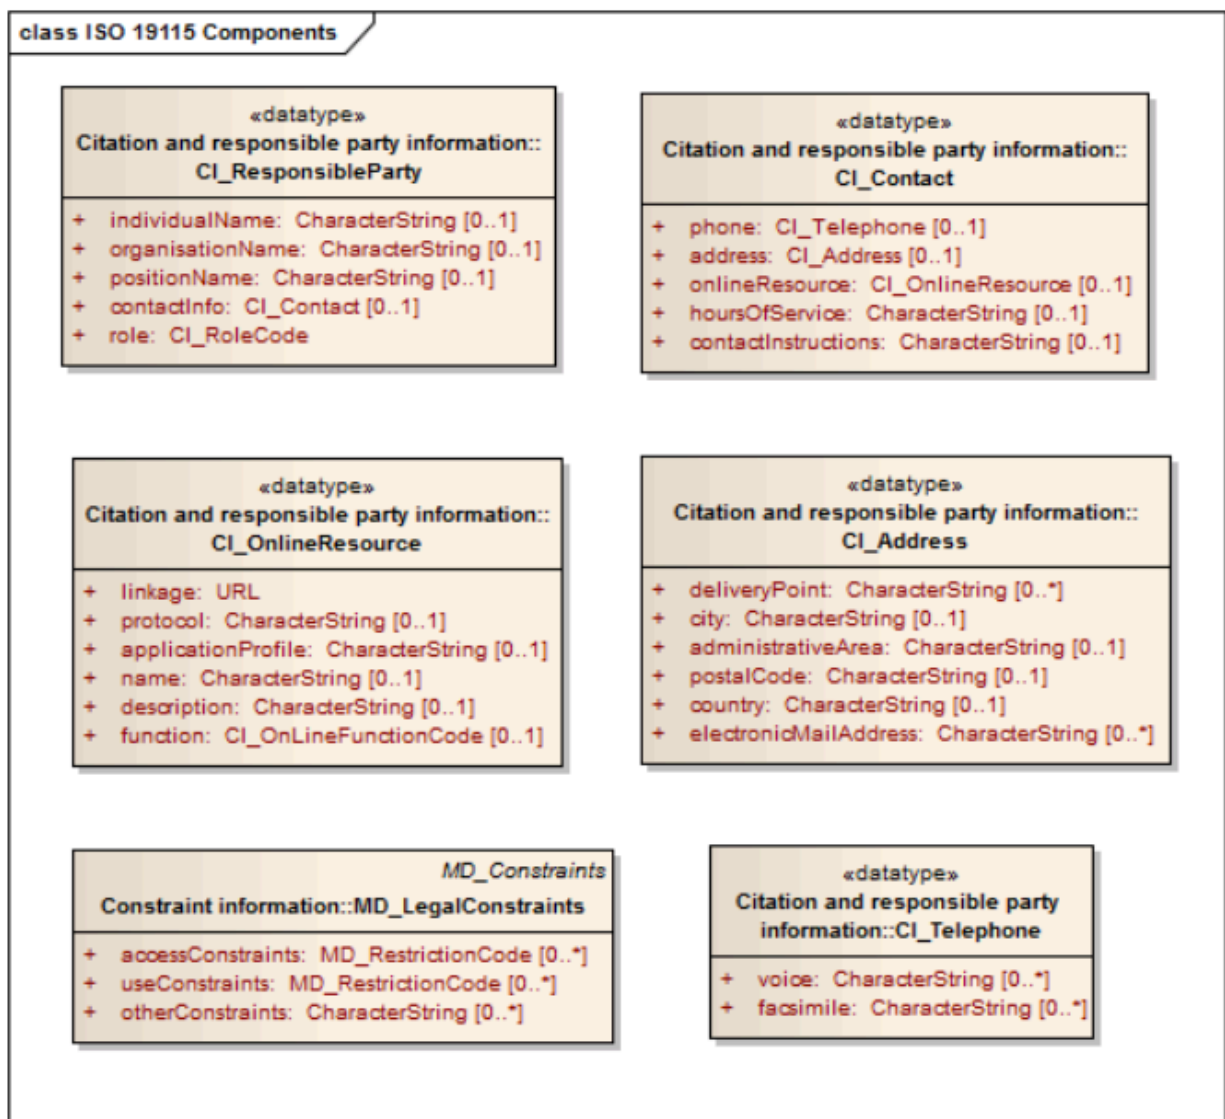 class ISO 19115 Components
«datatype»
Citation and responsible party information::
CI_ResponsibleParty
+ individualName: CharacterString [0..1]
+ organisationName: CharacterString [0..1]
+ positionName: CharacterString [0..1]
+ contactInfo: CI_Contact [0..1]
+ role: CI_RoleCode
«datatype»
Citation and responsible party information::
CI_Contact
+ phone: CI_Telephone [0..1]
+ address: CI_Address [0..1]
+ onlineResource: CI_OnlineResource [0..1]
+ hoursOfService: CharacterString [0..1]
+ contactInstructions: CharacterString [0..1]
«datatype»
Citation and responsible party information::
CI_OnlineResource
+ linkage: URL
+ protocol: CharacterString [0..1]
+ applicationProfile: CharacterString [0..1]
+ name: CharacterString [0..1]
+ description: CharacterString [0..1]
+ function: CI_OnLineFunctionCode [0..1]
«datatype»
Citation and responsible party information::
CI_Address
+ deliveryPoint: CharacterString [0..*]
+ city: CharacterString [0..1]
+ administrativeArea: CharacterString [0..1]
+ postalCode: CharacterString [0..1]
+ country: CharacterString [0..1]
+ electronicMailAddress: CharacterString [0..*]
MD_Constraints
Constraint information::MD_LegalConstraints
+ accessConstraints: MD_RestrictionCode [0..*]
+ useConstraints: MD_RestrictionCode [0..*]
+ otherConstraints: CharacterString [0..*]
«datatype»
Citation and responsible party
information::CI_Telephone
+ voice: CharacterString [0..*]
+ facsimile: CharacterString [0..*]